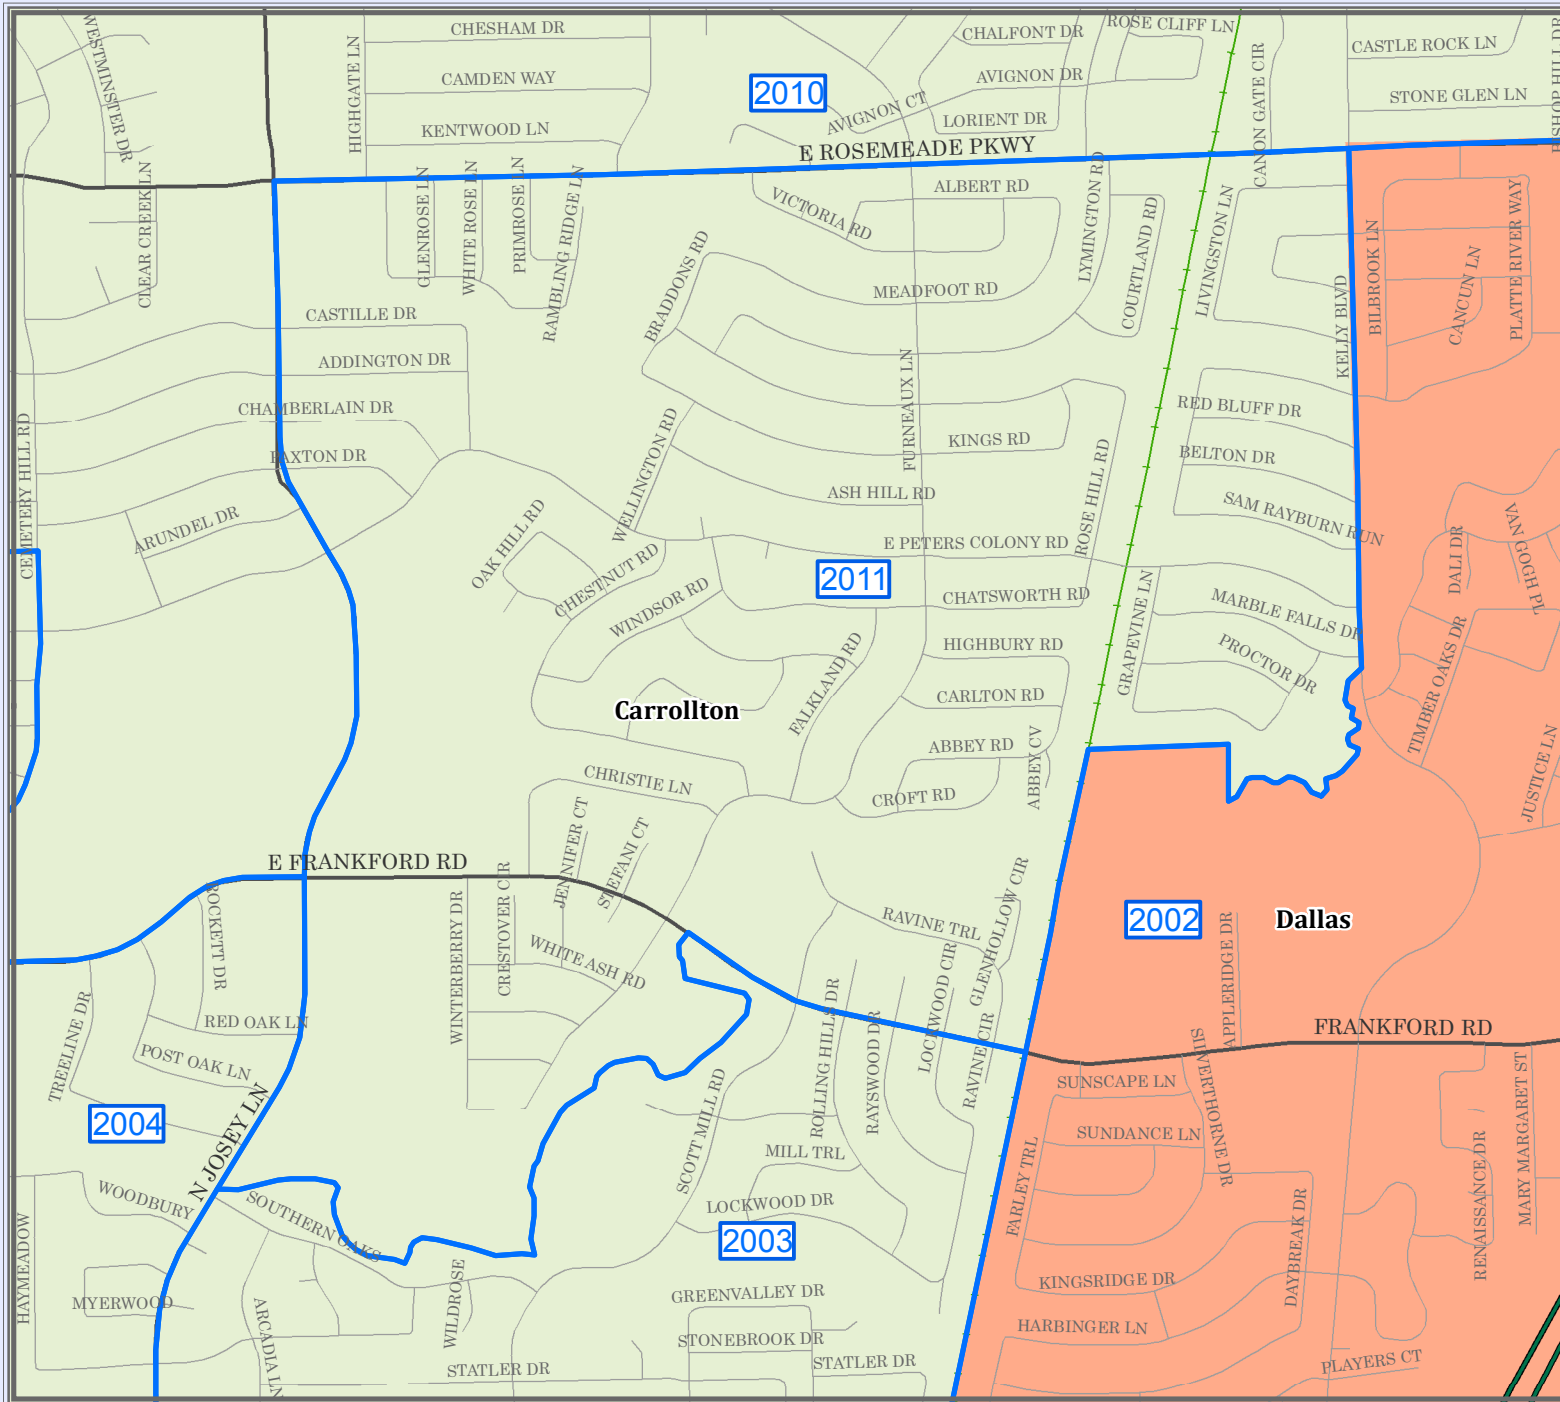 WESTMINSTER DR
HIGHGATE LN
CHESHAM DR
CAMDEN WAY
KENTWOOD LN
2010
CHALFONT DR
ROSE CLIFF LN
AVIGNON DR
AVIGNON CT
LORIENT DR
CANON GATE CIR
CASTLE ROCK LN
STONE GLEN LN
E ROSEMEADE PKWY
CLEAR CREEK LN
GLENROSE LN
WHITE ROSE LN
PRIMROSE LN
RAMBLING RIDGE LN
VICTORIA RD
ALBERT RD
LYMINGTON RD
COURTLAND RD
LIVINGSTON LN
KELLY BLVD
BILBROOK LN
CANCUN LN
PLATTE RIVER WAY
BRADDONS RD
MEADFOOT RD
CASTILLE DR
ADDINGTON DR
CHAMBERLAIN DR
PAXTON DR
CEMETERY HILL RD
ARUNDEL DR
FURNEAUX LN
WELLINGTON RD
KINGS RD
ASH HILL RD
ROSE HILL RD
RED BLUFF DR
BELTON DR
SAM RAYBURN RUN
OAK HILL RD
CHESTNUT RD
WINDSOR RD
E PETERS COLONY RD
2011
CHATSWORTH RD
GRAPEVINE LN
MARBLE FALLS DR
PROCTOR DR
DALI DR
VAN GOGH PL
TIMBER OAKS DR
JUSTICE LN
HIGHBURY RD
FALKLAND RD
CARLTON RD
Carrollton
ABBEY RD
ABBEY CV
CROFT RD
CHRISTIE LN
JENNIFER CT
STEFANI CT
E FRANKFORD RD
ROCKETT DR
WINTERBERRY DR
CRESTOVER CIR
WHITE ASH RD
RAVINE TRL
GLENHOLLOW CIR
LOCKWOOD CIR
2002
Dallas
APPLERIDGE DR
TREELINE DR
RED OAK LN
POST OAK LN
ROLLING HILLS DR
RAYSWOOD DR
RAVINE CIR
FRANKFORD RD
SILVERTHORNE DR
SUNSCAPE LN
SUNDANCE LN
2004
N JOSEY LN
SCOTT MILL RD
MILL TRL
LOCKWOOD DR
2003
FARLEY TRL
MARY MARGARET ST
RENAISSANCE DR
DAYBREAK DR
WOODBURY
SOUTHERN OAKS
HAYMEADOW
MYERWOOD
ARCADIA LN
WILDROSE
STATLER DR
GREENVALLEY DR
STONEBROOK DR
STATLER DR
KINGSRIDGE DR
HARBINGER LN
PLAYERS CT